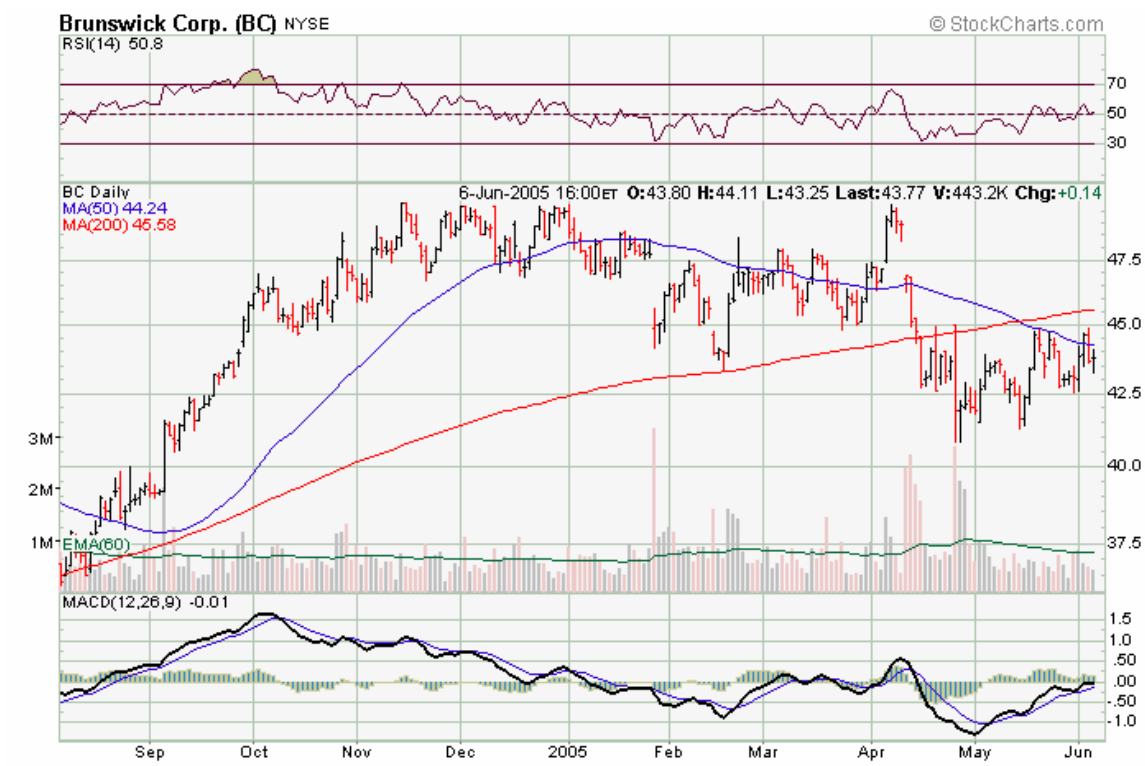 Brunswick Corp. (BC) NYSE © StockCharts.com
RSI(14) 50.8
70
50
30
BC Daily 6-Jun-2005 16:00ET O:43.80 H:44.11 L:43.25 Last:43.77 V:443.2K Chg:+0.14
MA(50) 44.24
MA(200) 45.58
47.5
45.0
42.5
3M
40.0
2M
1M
EMA(60)
37.5
MACD(12,26,9) -0.01
1.5
1.0
.50
.00
-.50
-1.0
Sep Oct Nov Dec 2005 Feb Mar Apr May Jun